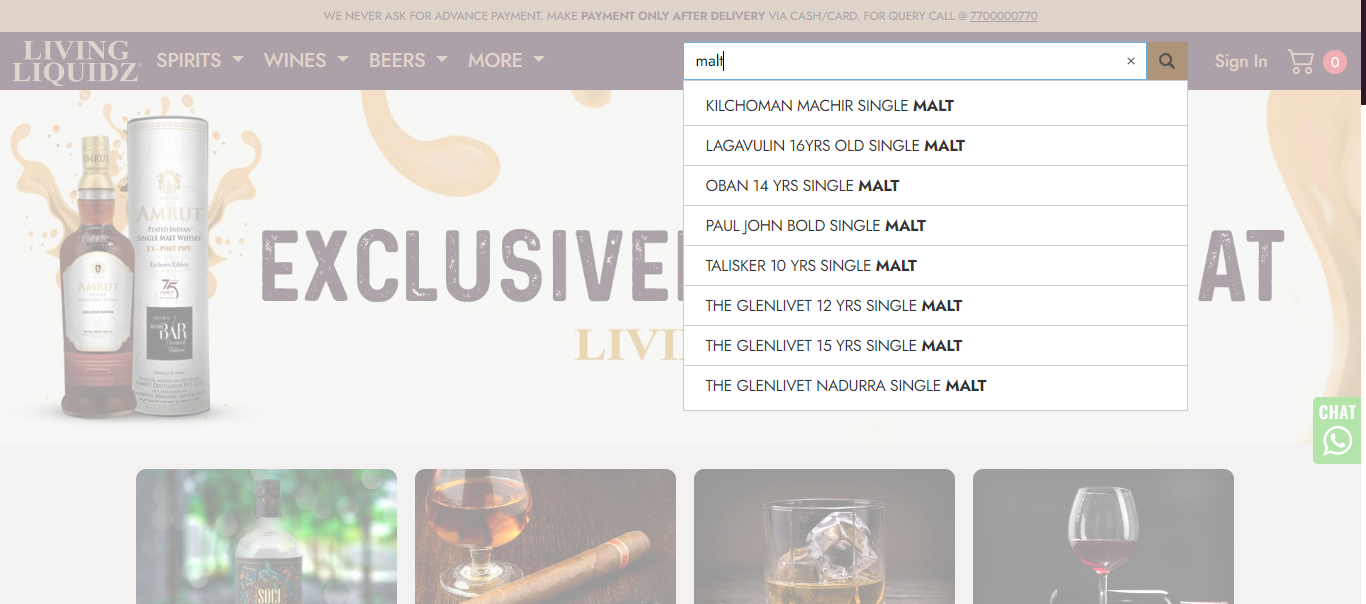 WE NEVER ASK FOR ADVANCE PAYMENT. MAKE PAYMENT ONLY AFTER DELIVERY VIA CASH/CARD. FOR QUERY CALL @ 7700000770
LIVING
LIQUIDZ
SPIRITS WINES BEERS MORE
malt ×
Sign In 0
KILCHOMAN MACHIR SINGLE MALT
LAGAVULIN 16YRS OLD SINGLE MALT
OBAN 14 YRS SINGLE MALT
PAUL JOHN BOLD SINGLE MALT
TALISKER 10 YRS SINGLE MALT
THE GLENLIVET 12 YRS SINGLE MALT
THE GLENLIVET 15 YRS SINGLE MALT
THE GLENLIVET NADURRA SINGLE MALT
AMRUT
AMRUT
PEATED INDIAN
SINGLE MALT WHISKY
EX - PORT PIPE
Exclusive Edition
75
BAR
AMRUT
EXCLUSIVE
AT
LIVI
CHAT
SOCI